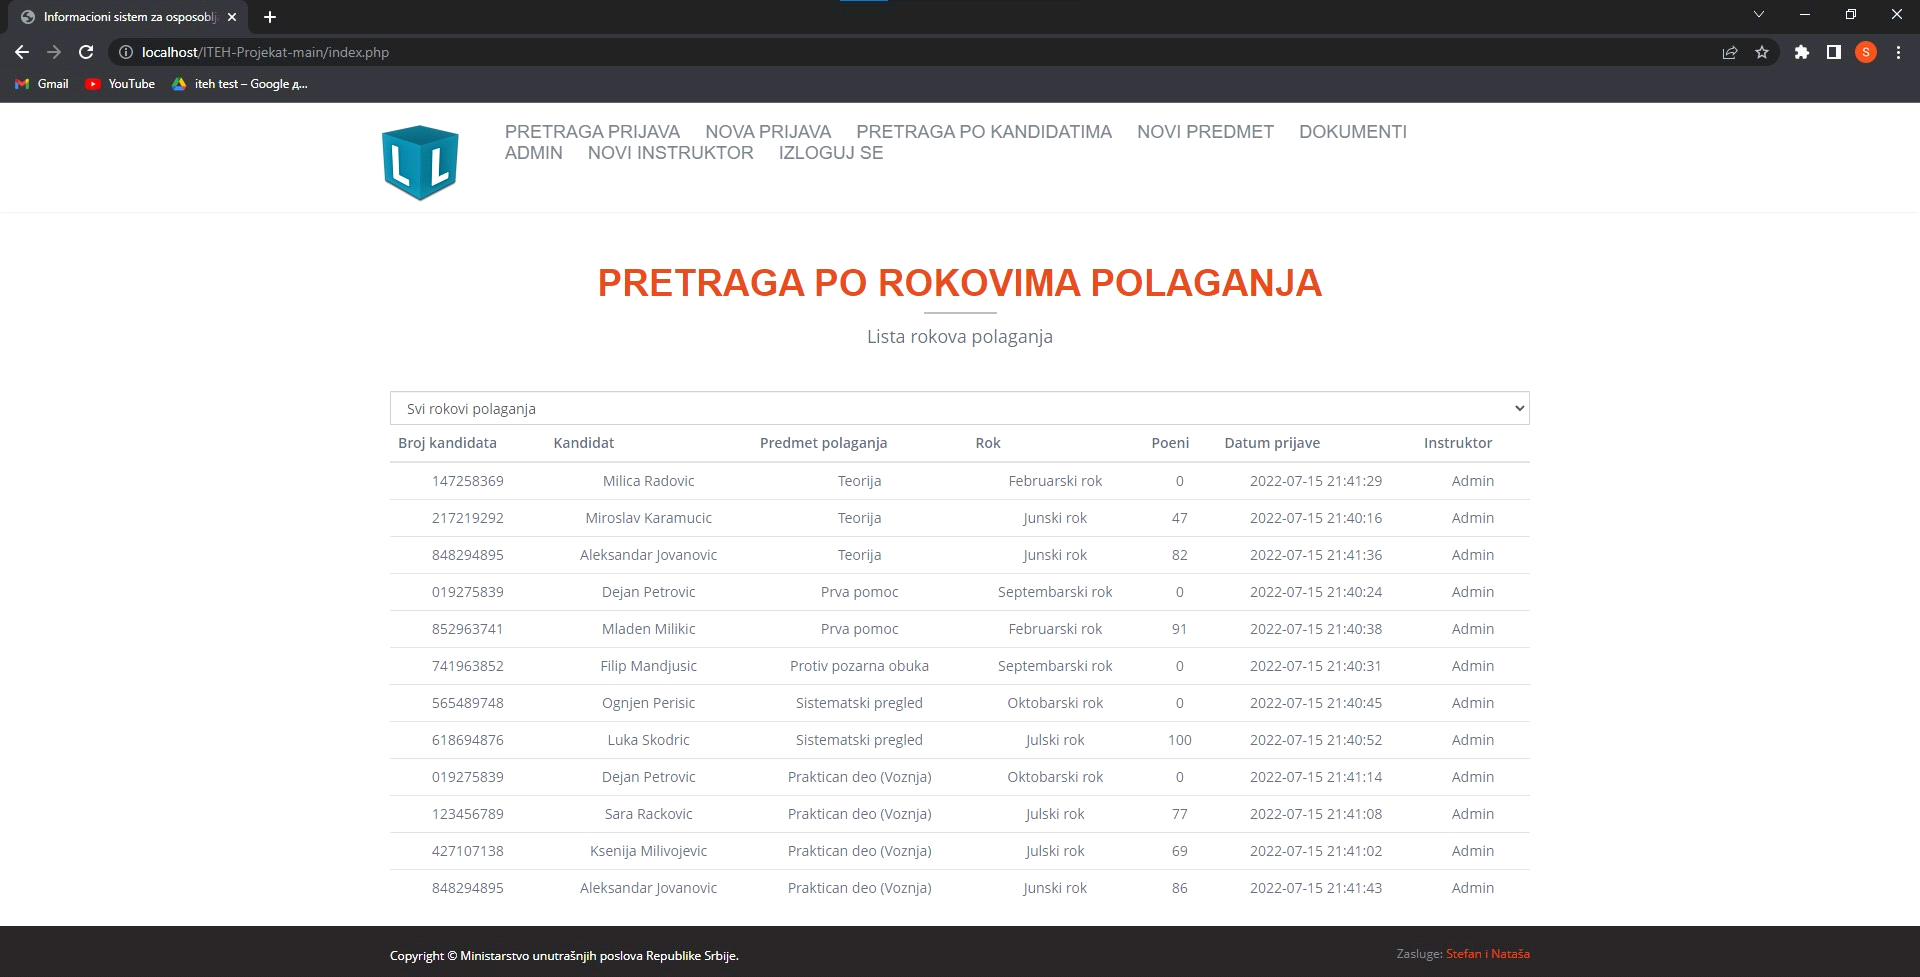 Informacioni sistem za osposoblj
localhost/ITEH-Projekat-main/index.php
S
Gmail YouTube iteh test – Google д...
LL
PRETRAGA PRIJAVA NOVA PRIJAVA PRETRAGA PO KANDIDATIMA NOVI PREDMET DOKUMENTI
ADMIN NOVI INSTRUKTOR IZLOGUJ SE
PRETRAGA PO ROKOVIMA POLAGANJA
Lista rokova polaganja
Svi rokovi polaganja
Broj kandidata Kandidat Predmet polaganja Rok Poeni Datum prijave Instruktor
147258369 Milica Radovic Teorija Februarski rok 0 2022-07-15 21:41:29 Admin
217219292 Miroslav Karamucic Teorija Junski rok 47 2022-07-15 21:40:16 Admin
848294895 Aleksandar Jovanovic Teorija Junski rok 82 2022-07-15 21:41:36 Admin
019275839 Dejan Petrovic Prva pomoc Septembarski rok 0 2022-07-15 21:40:24 Admin
852963741 Mladen Milikic Prva pomoc Februarski rok 91 2022-07-15 21:40:38 Admin
741963852 Filip Mandjusic Protiv pozarna obuka Septembarski rok 0 2022-07-15 21:40:31 Admin
565489748 Ognjen Perisic Sistematski pregled Oktobarski rok 0 2022-07-15 21:40:45 Admin
618694876 Luka Skodric Sistematski pregled Julski rok 100 2022-07-15 21:40:52 Admin
019275839 Dejan Petrovic Praktican deo (Voznja) Oktobarski rok 0 2022-07-15 21:41:14 Admin
123456789 Sara Rackovic Praktican deo (Voznja) Julski rok 77 2022-07-15 21:41:08 Admin
427107138 Ksenija Milivojevic Praktican deo (Voznja) Julski rok 69 2022-07-15 21:41:02 Admin
848294895 Aleksandar Jovanovic Praktican deo (Voznja) Junski rok 86 2022-07-15 21:41:43 Admin
Copyright © Ministarstvo unutrašnjih poslova Republike Srbije. Zasluge: Stefan i Nataša